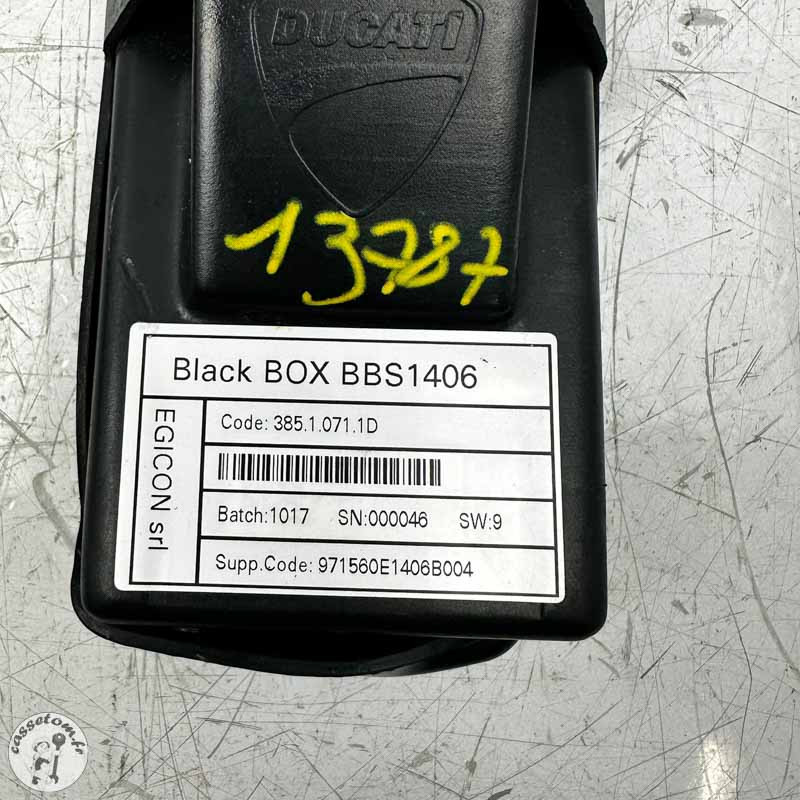 DUCATI
13787
Black BOX BBS1406
EGICON srl
Code: 385.1.071.1D
Batch:1017 SN:000046 SW:9
Supp.Code: 971560E1406B004
cassetom.fr